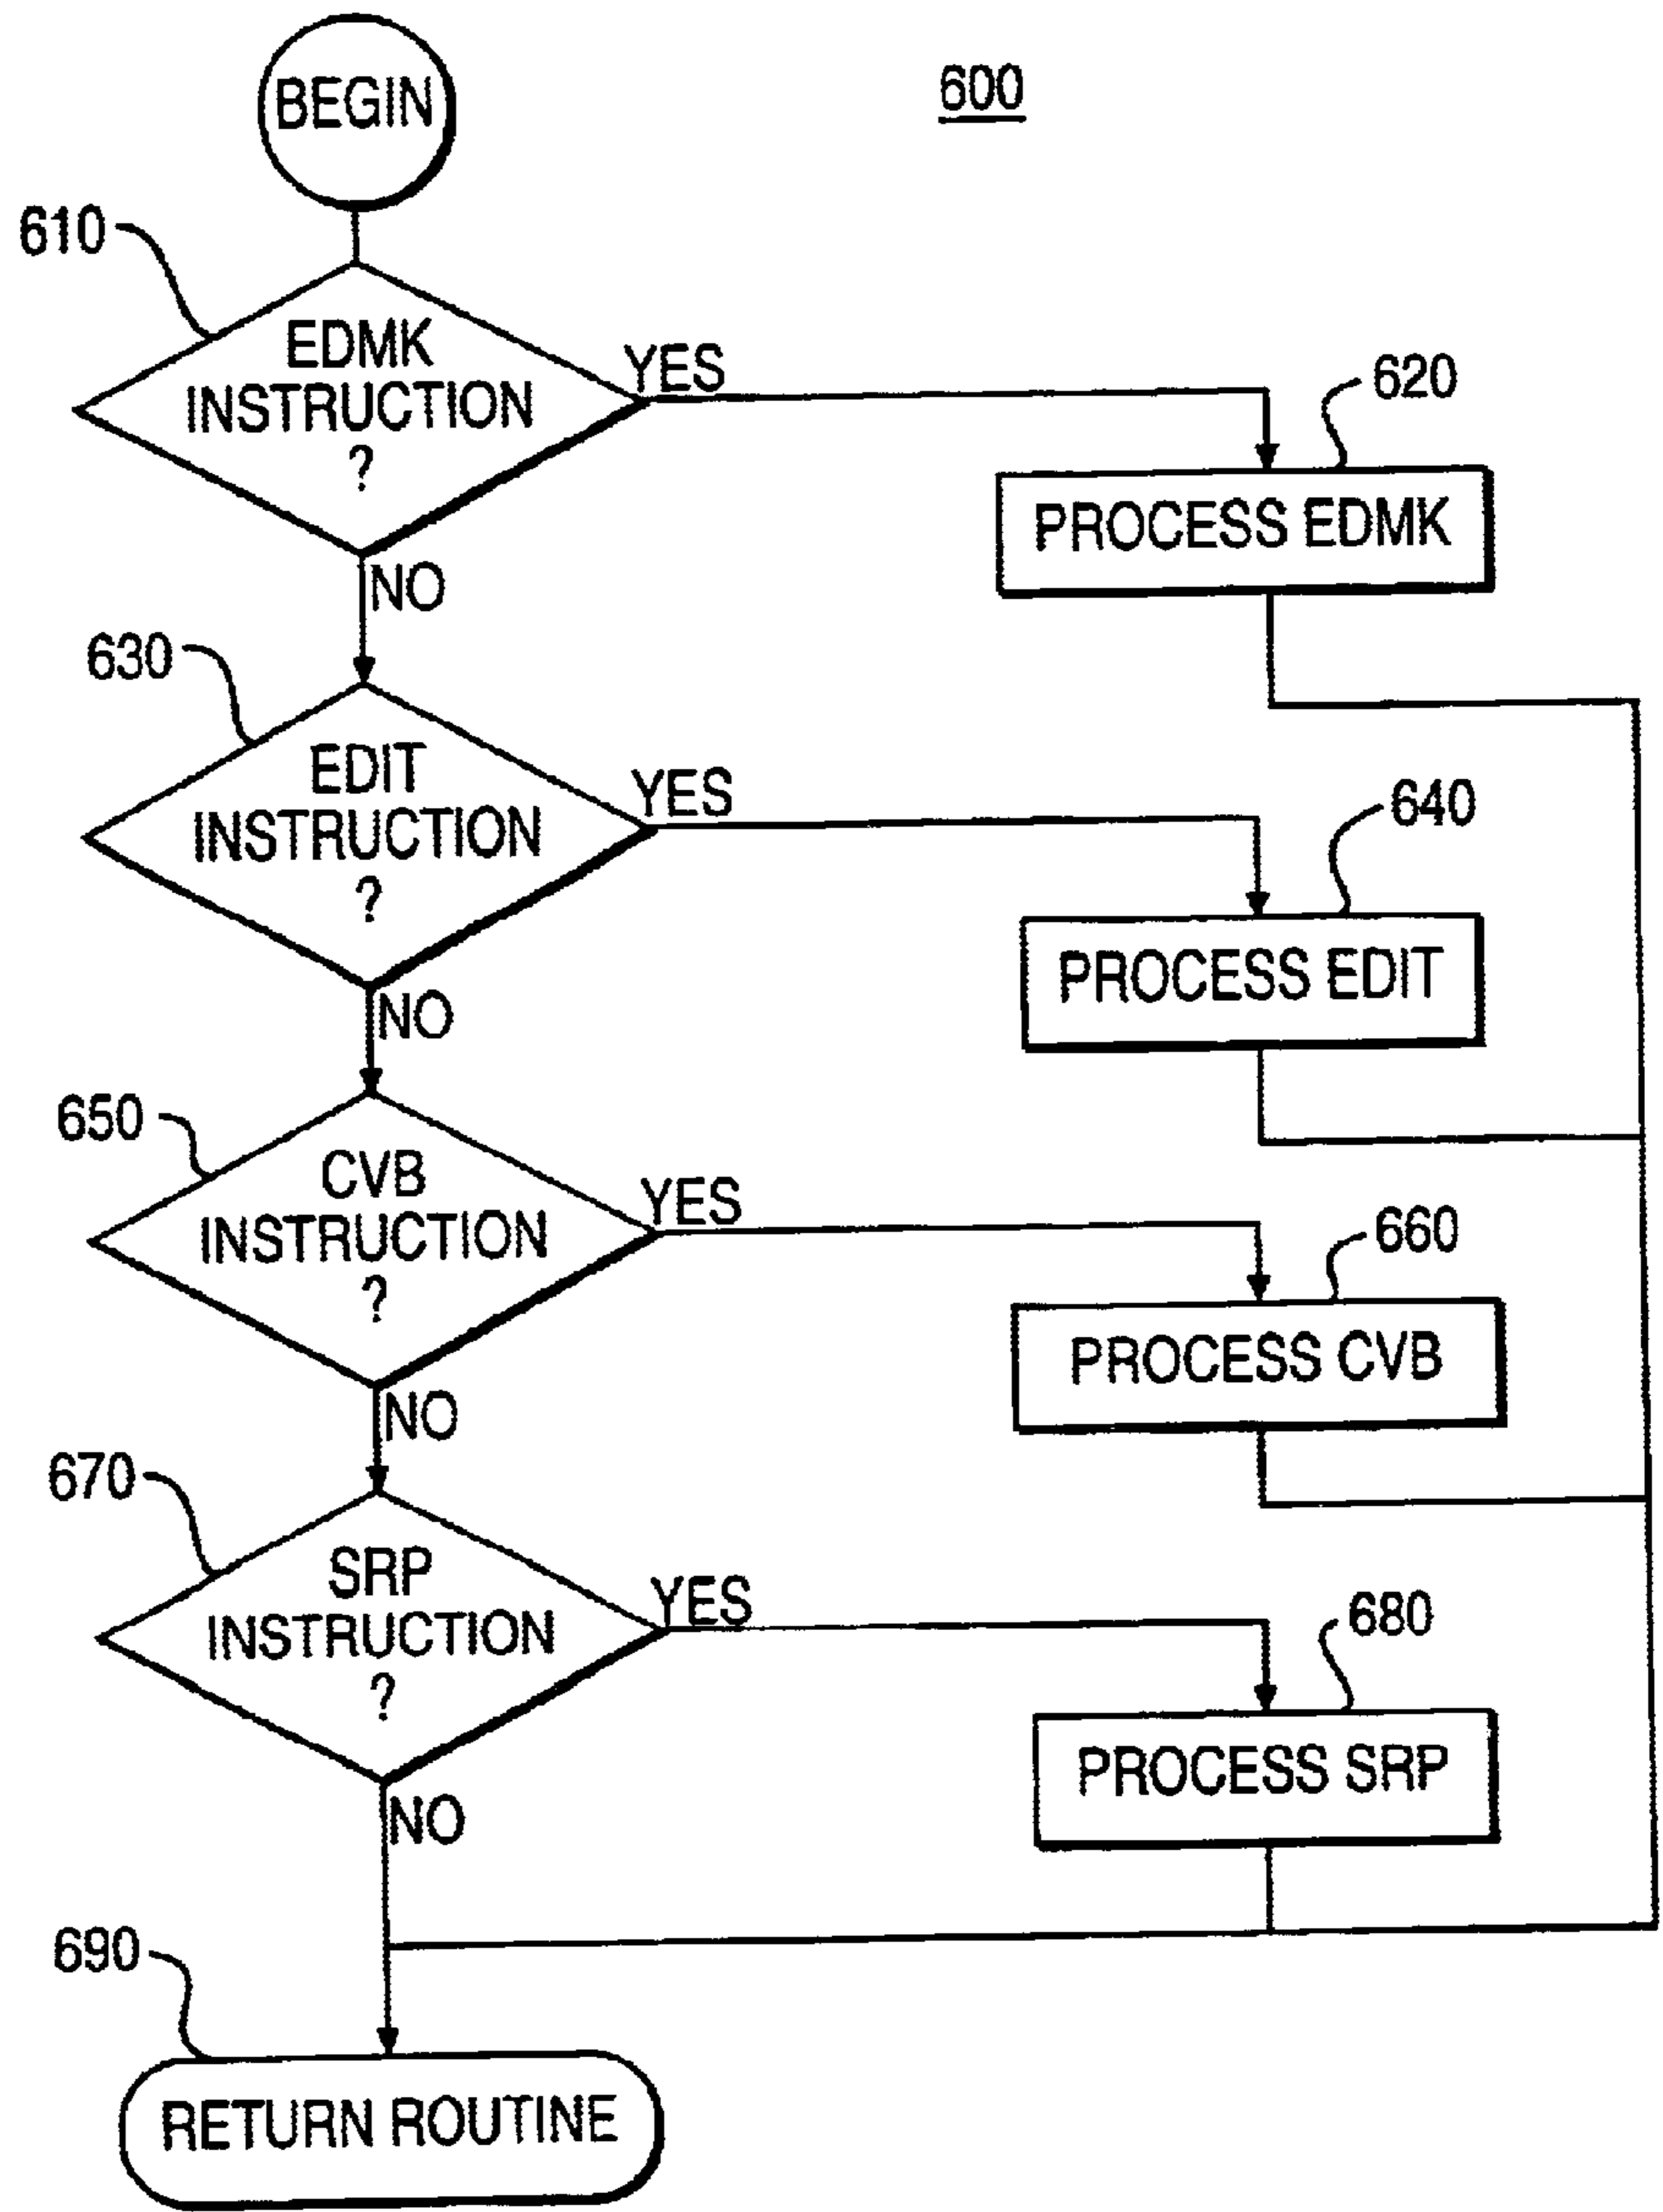 BEGIN
600
610
EDMK
INSTRUCTION
?
YES
620
PROCESS EDMK
NO
630
EDIT
INSTRUCTION
?
YES
640
PROCESS EDIT
NO
650
CVB
INSTRUCTION
?
YES
660
PROCESS CVB
NO
670
SRP
INSTRUCTION
?
YES
680
PROCESS SRP
NO
690
RETURN ROUTINE